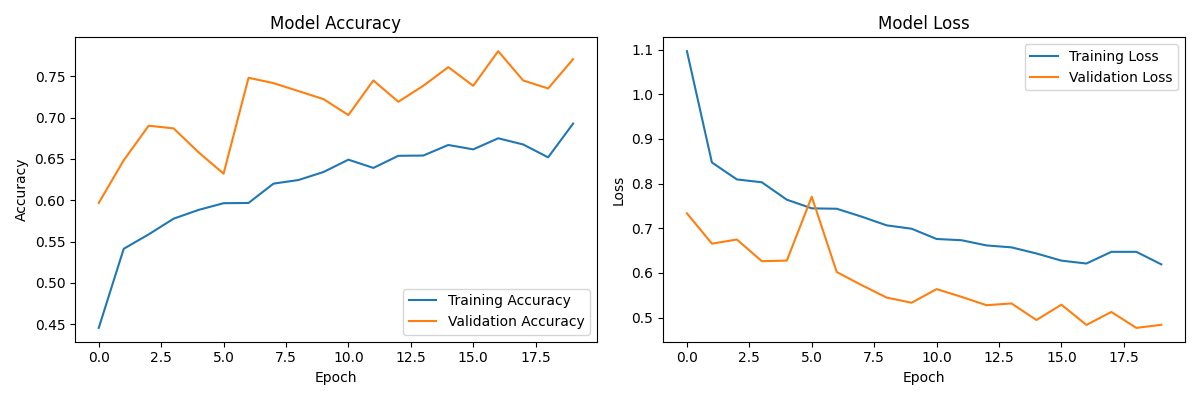 Model Accuracy
Accuracy
0.75
0.70
0.65
0.60
0.55
0.50
0.45
Training Accuracy
Validation Accuracy
0.0 2.5 5.0 7.5 10.0 12.5 15.0 17.5
Epoch
Model Loss
Loss
1.1
1.0
0.9
0.8
0.7
0.6
0.5
Training Loss
Validation Loss
0.0 2.5 5.0 7.5 10.0 12.5 15.0 17.5
Epoch